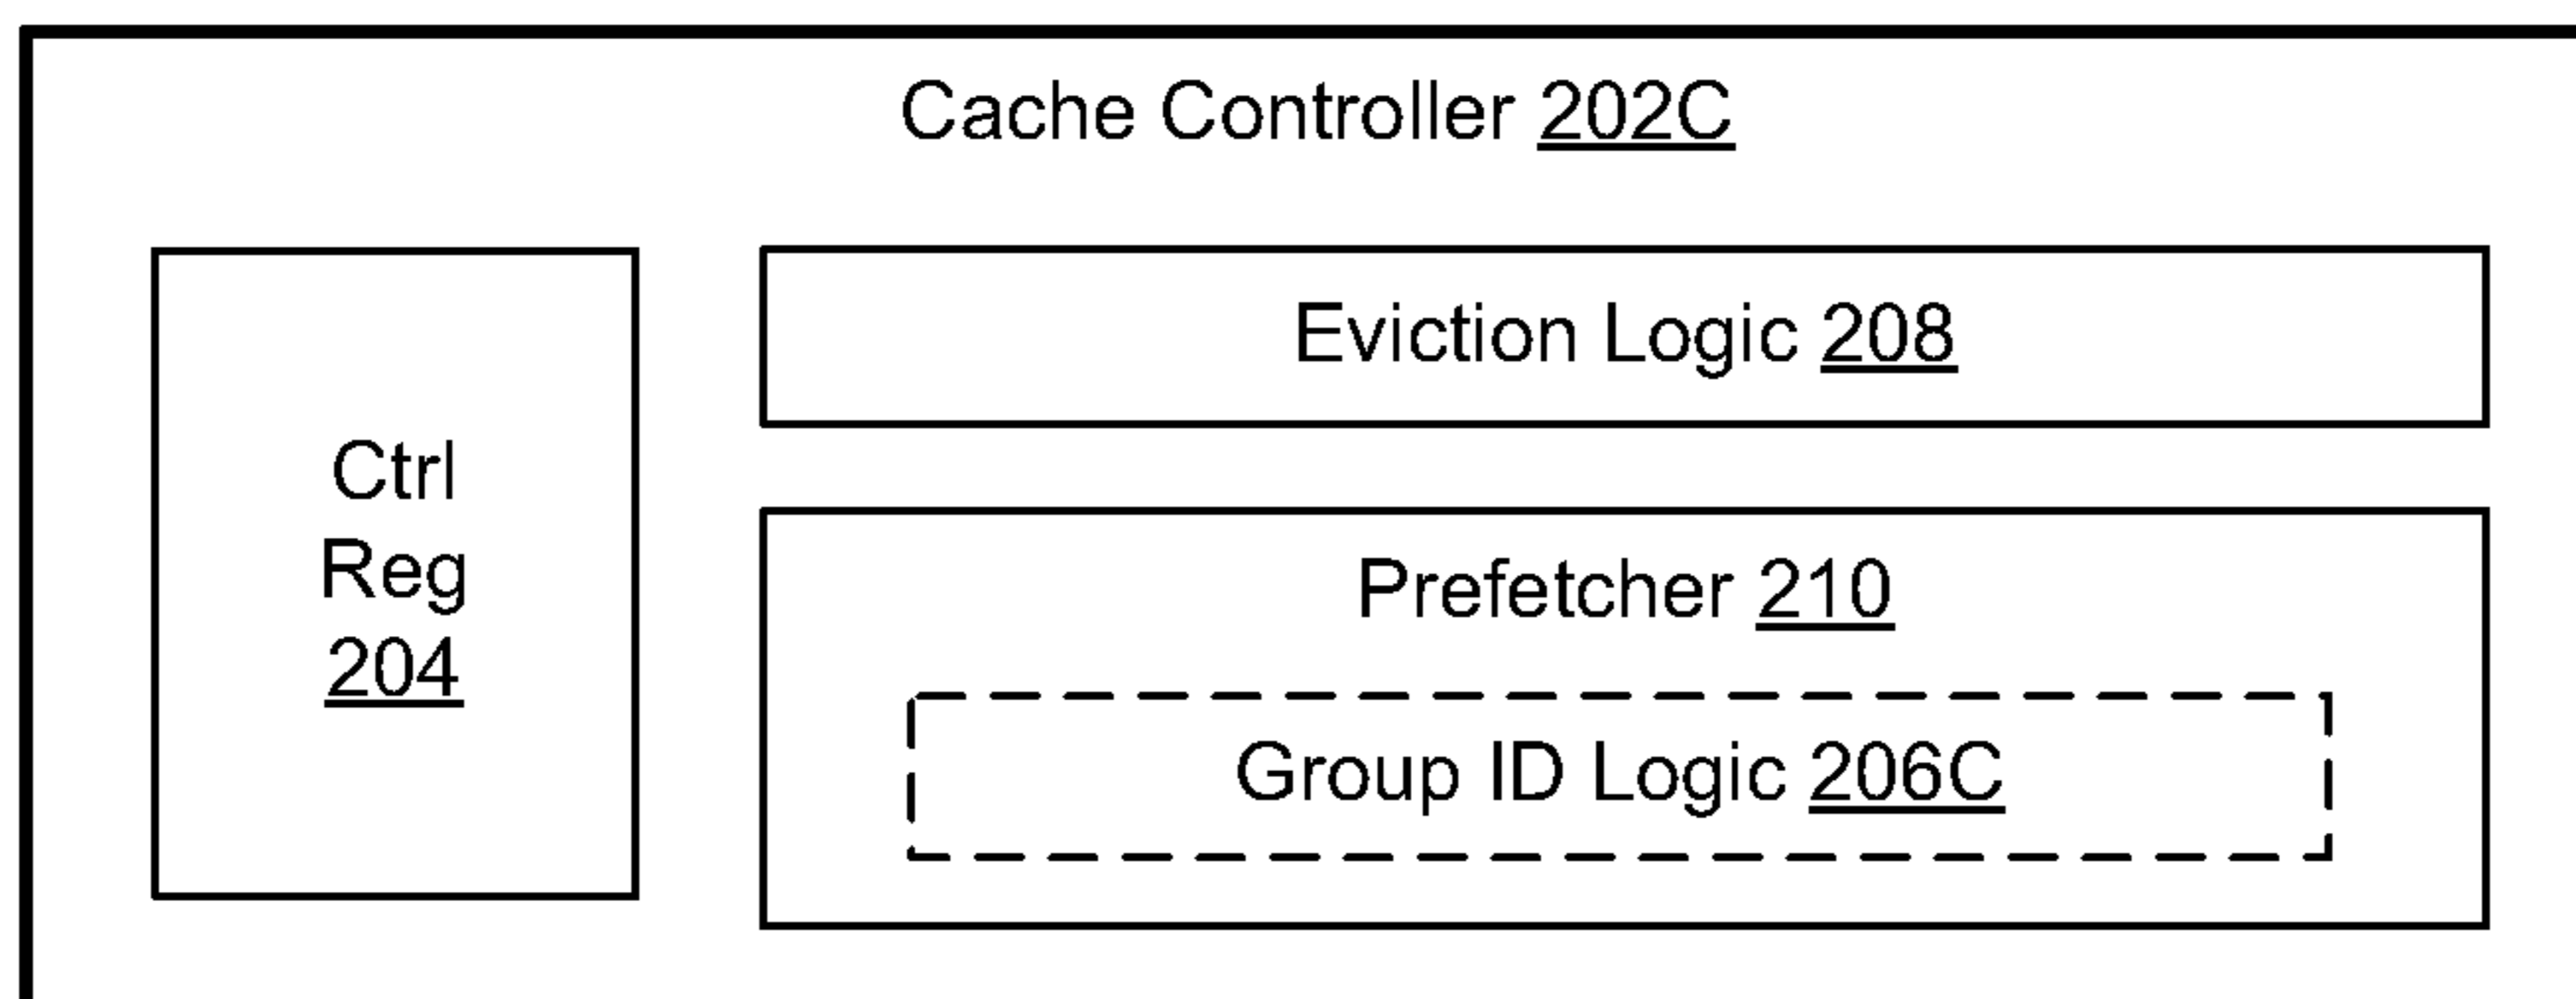 Cache Controller 202C
Eviction Logic 208
Ctrl
Reg
204
Prefetcher 210
Group ID Logic 206C